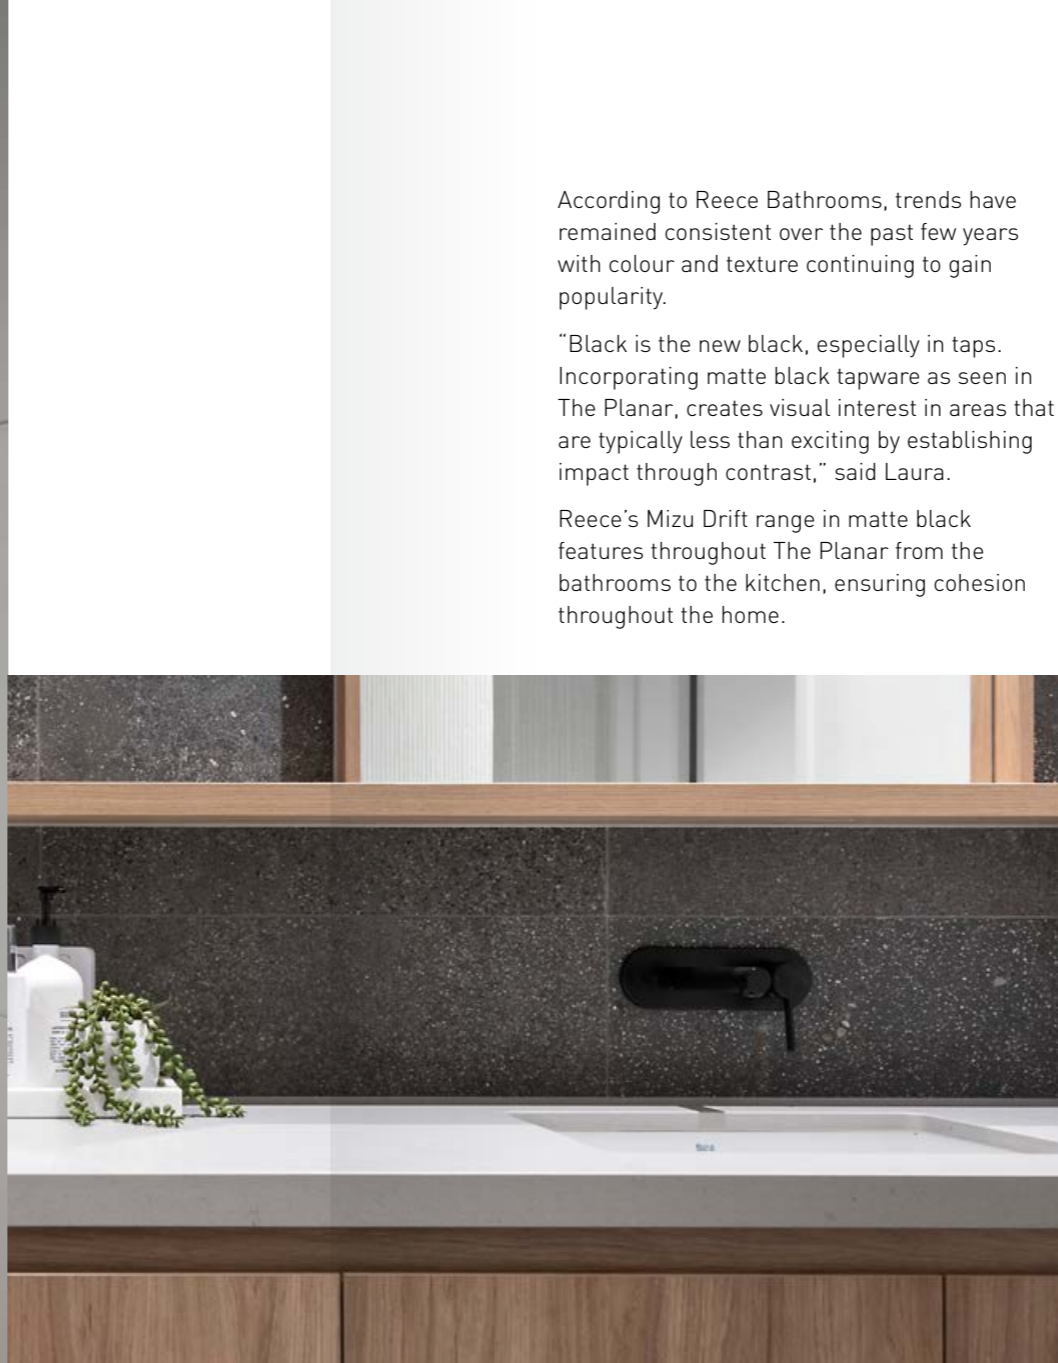 According to Reece Bathrooms, trends have
remained consistent over the past few years
with colour and texture continuing to gain
popularity.
“Black is the new black, especially in taps.
Incorporating matte black tapware as seen in
The Planar, creates visual interest in areas that
are typically less than exciting by establishing
impact through contrast,” said Laura.
Reece’s Mizu Drift range in matte black
features throughout The Planar from the
bathrooms to the kitchen, ensuring cohesion
throughout the home.